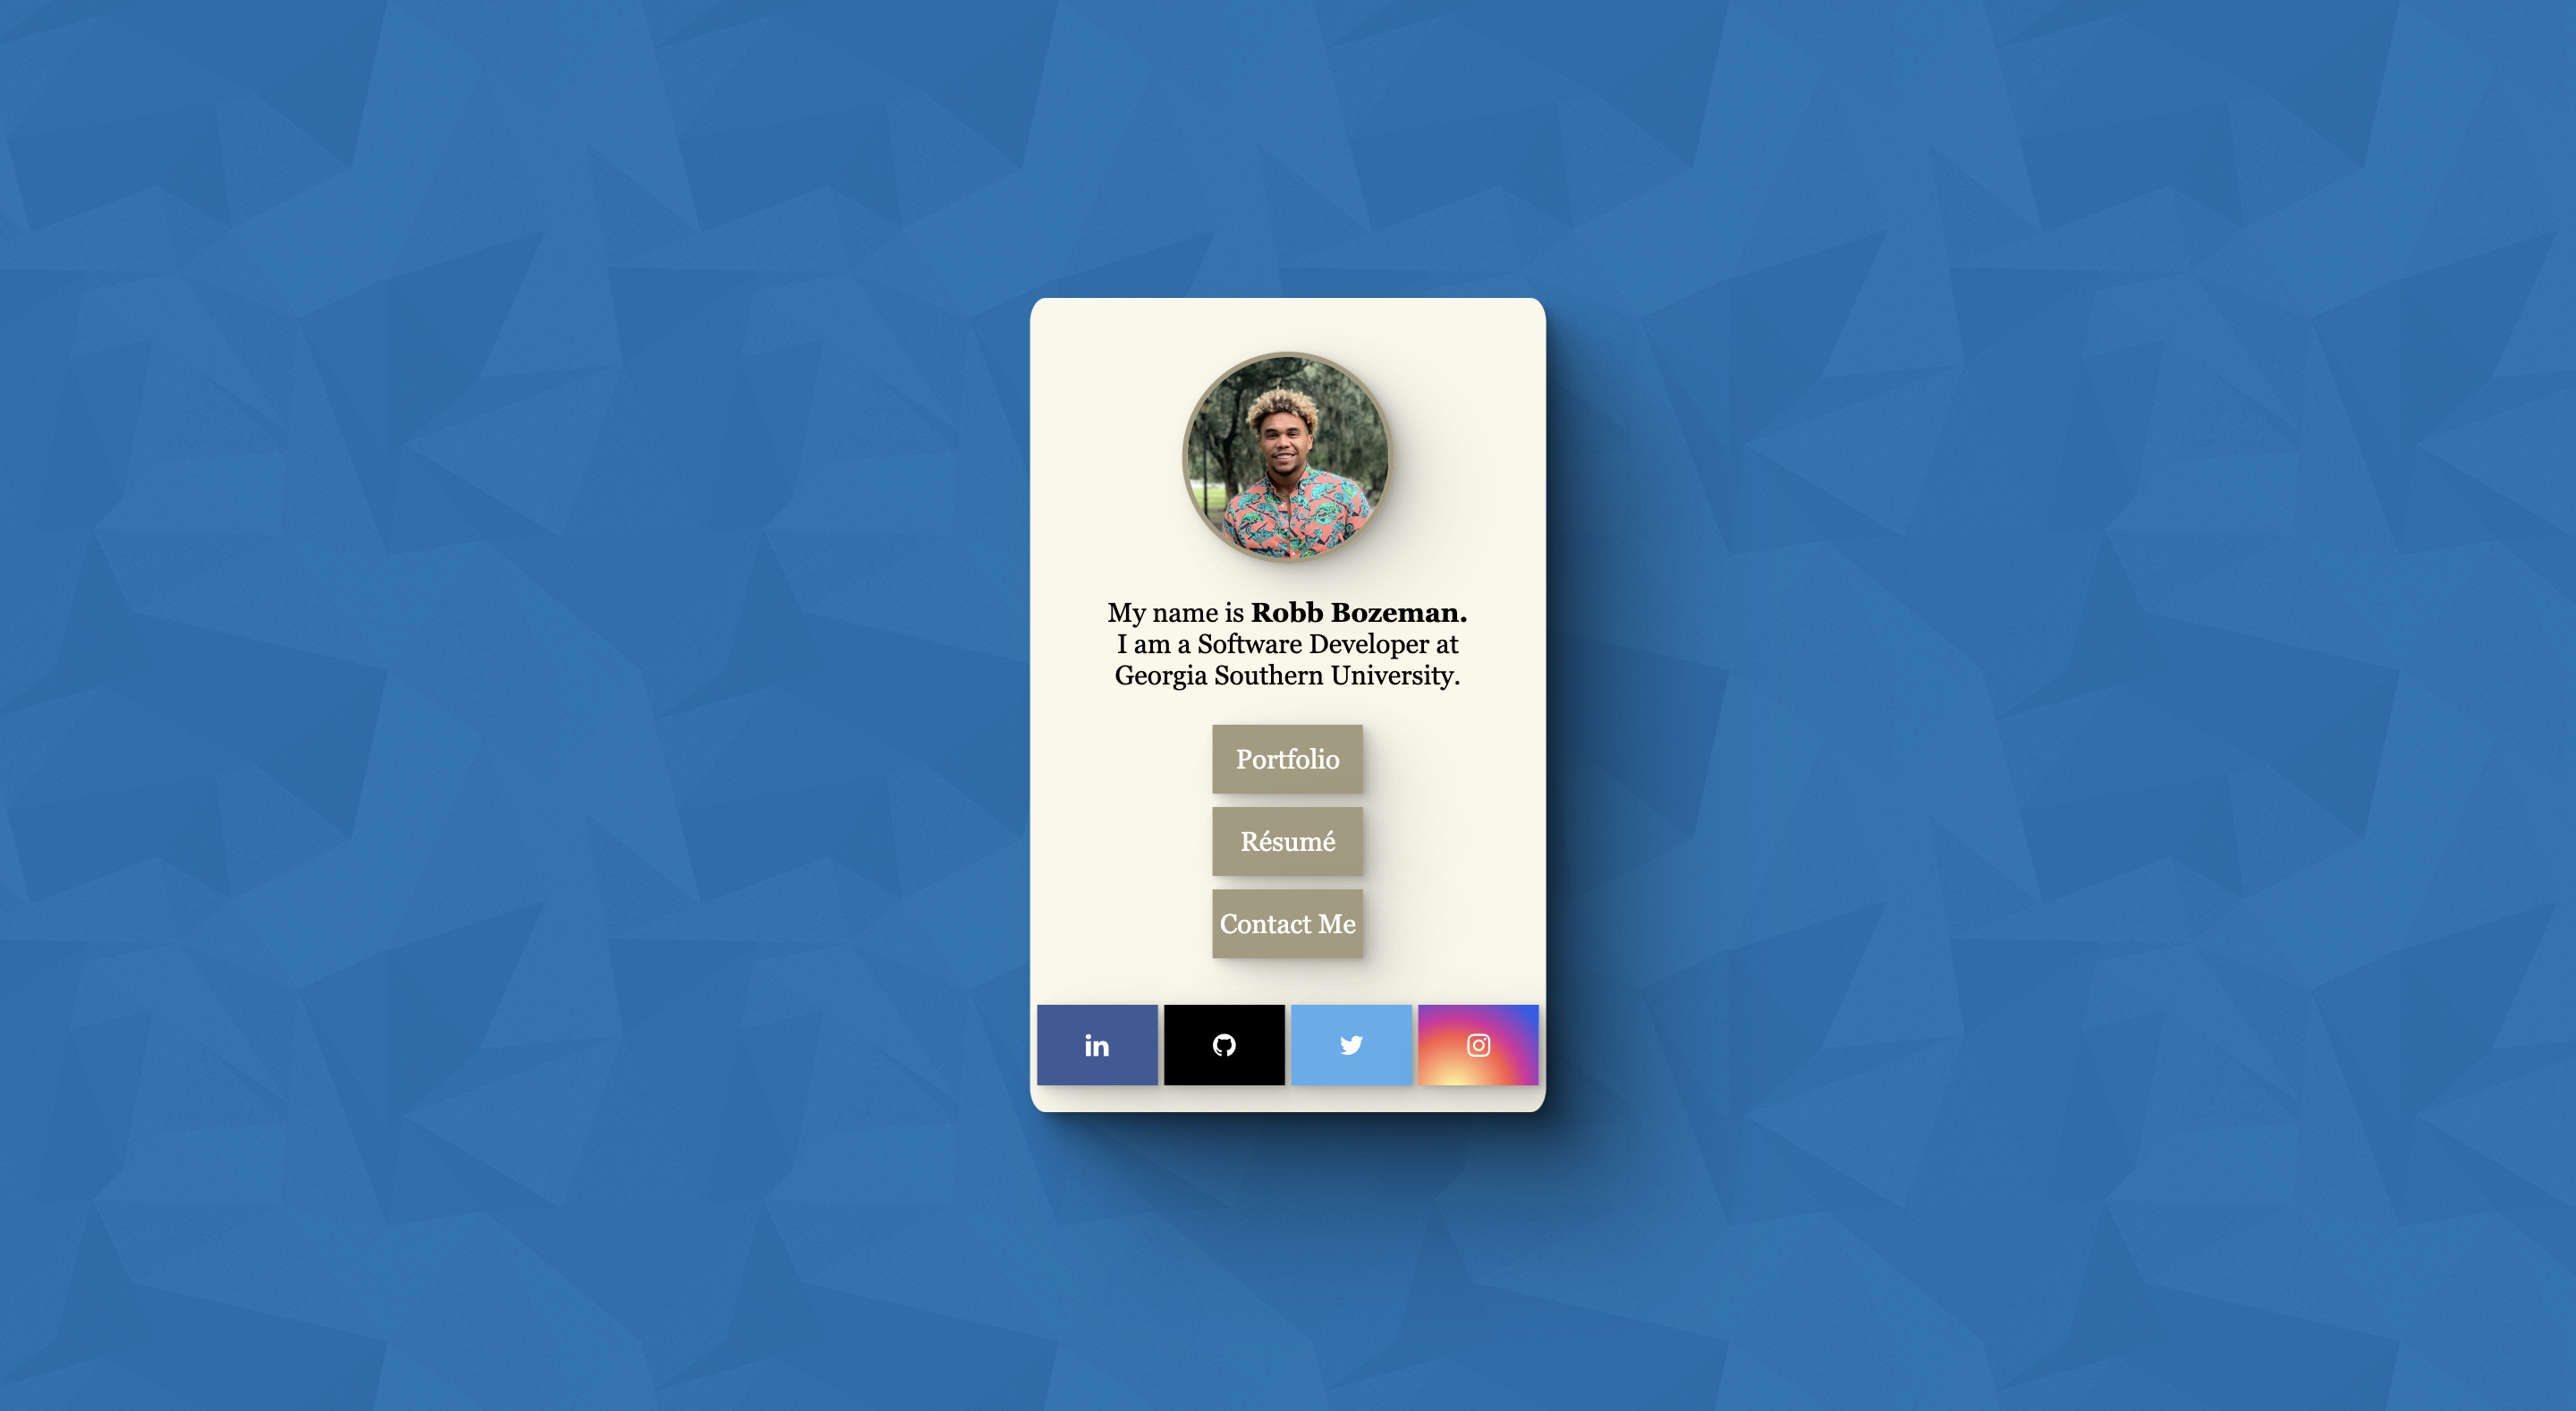 My name is Robb Bozeman.
I am a Software Developer at
Georgia Southern University.
Portfolio
Résumé
Contact Me
in